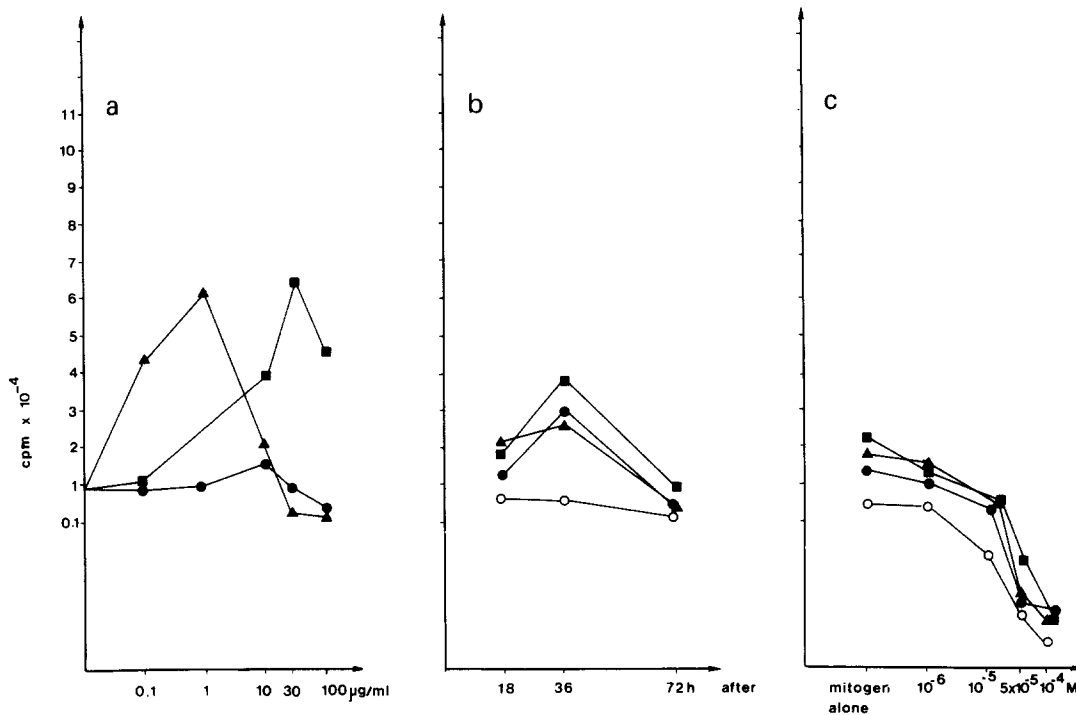 a
b
c
11
10
9
8
7
6
5
4
3
2
1
0.1
cpm x 10⁻⁴
0.1 1 10 30 100 µg/ml
18 36 72h after
mitogen alone 10⁻⁶ 10⁻⁵ 5x10⁻⁵ 10⁻⁴ M